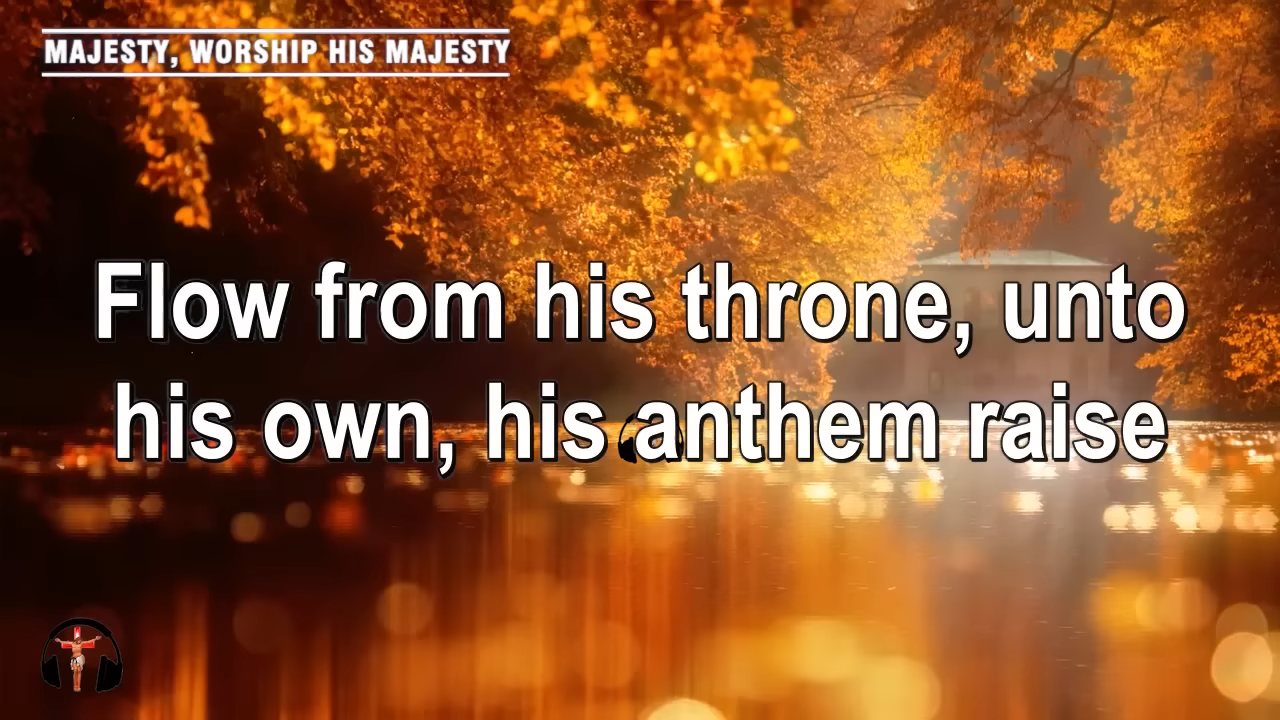 MAJESTY, WORSHIP HIS MAJESTY
Flow from his throne, unto
his own, his anthem raise